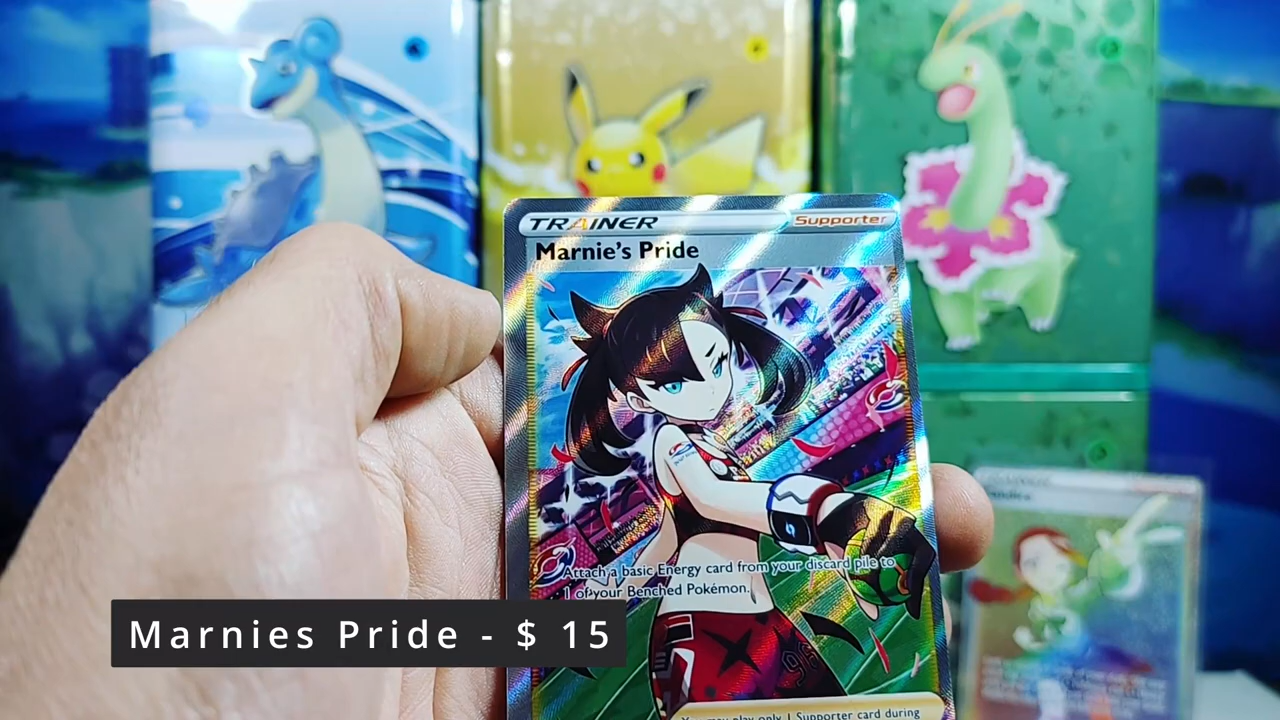 TRAINER
Supporter
Marnie's Pride
Attach a basic Energy card from your discard pile to
1 of your Benched Pokémon.
Marnies Pride - $ 15
You may play only 1 Supporter card during